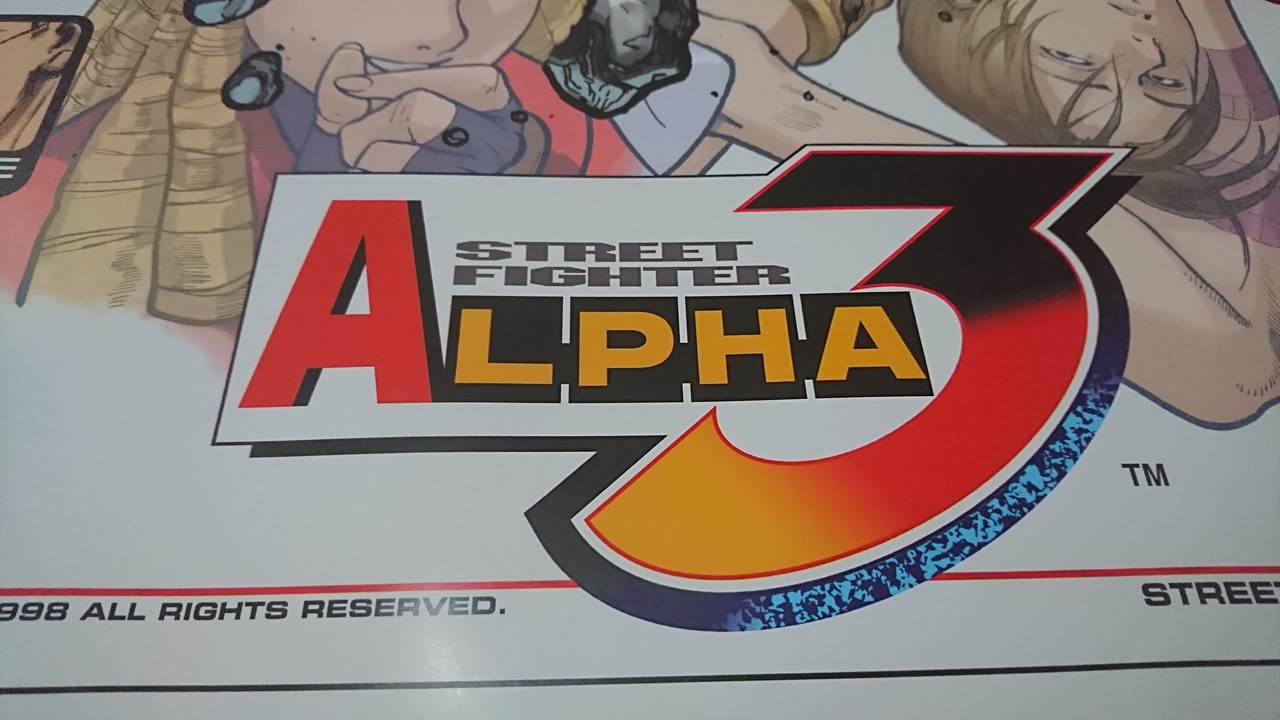 STREET
FIGHTER
ALPHA 3
TM
998 ALL RIGHTS RESERVED.
STREET